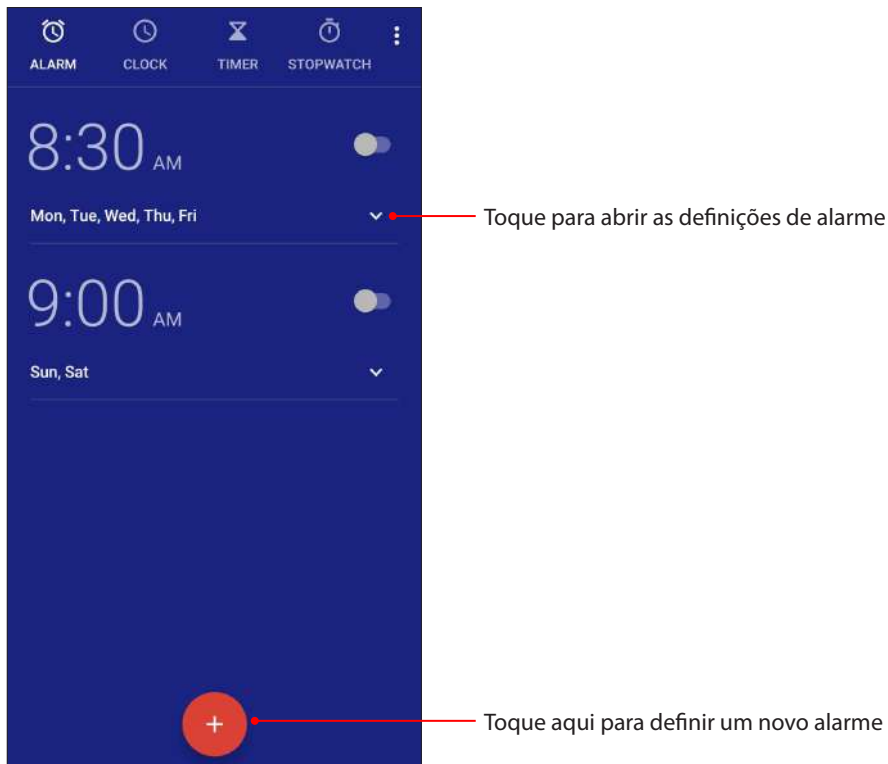 ALARM CLOCK TIMER STOPWATCH
8:30 AM
Mon, Tue, Wed, Thu, Fri
Toque para abrir as definições de alarme
9:00 AM
Sun, Sat
+
Toque aqui para definir um novo alarme